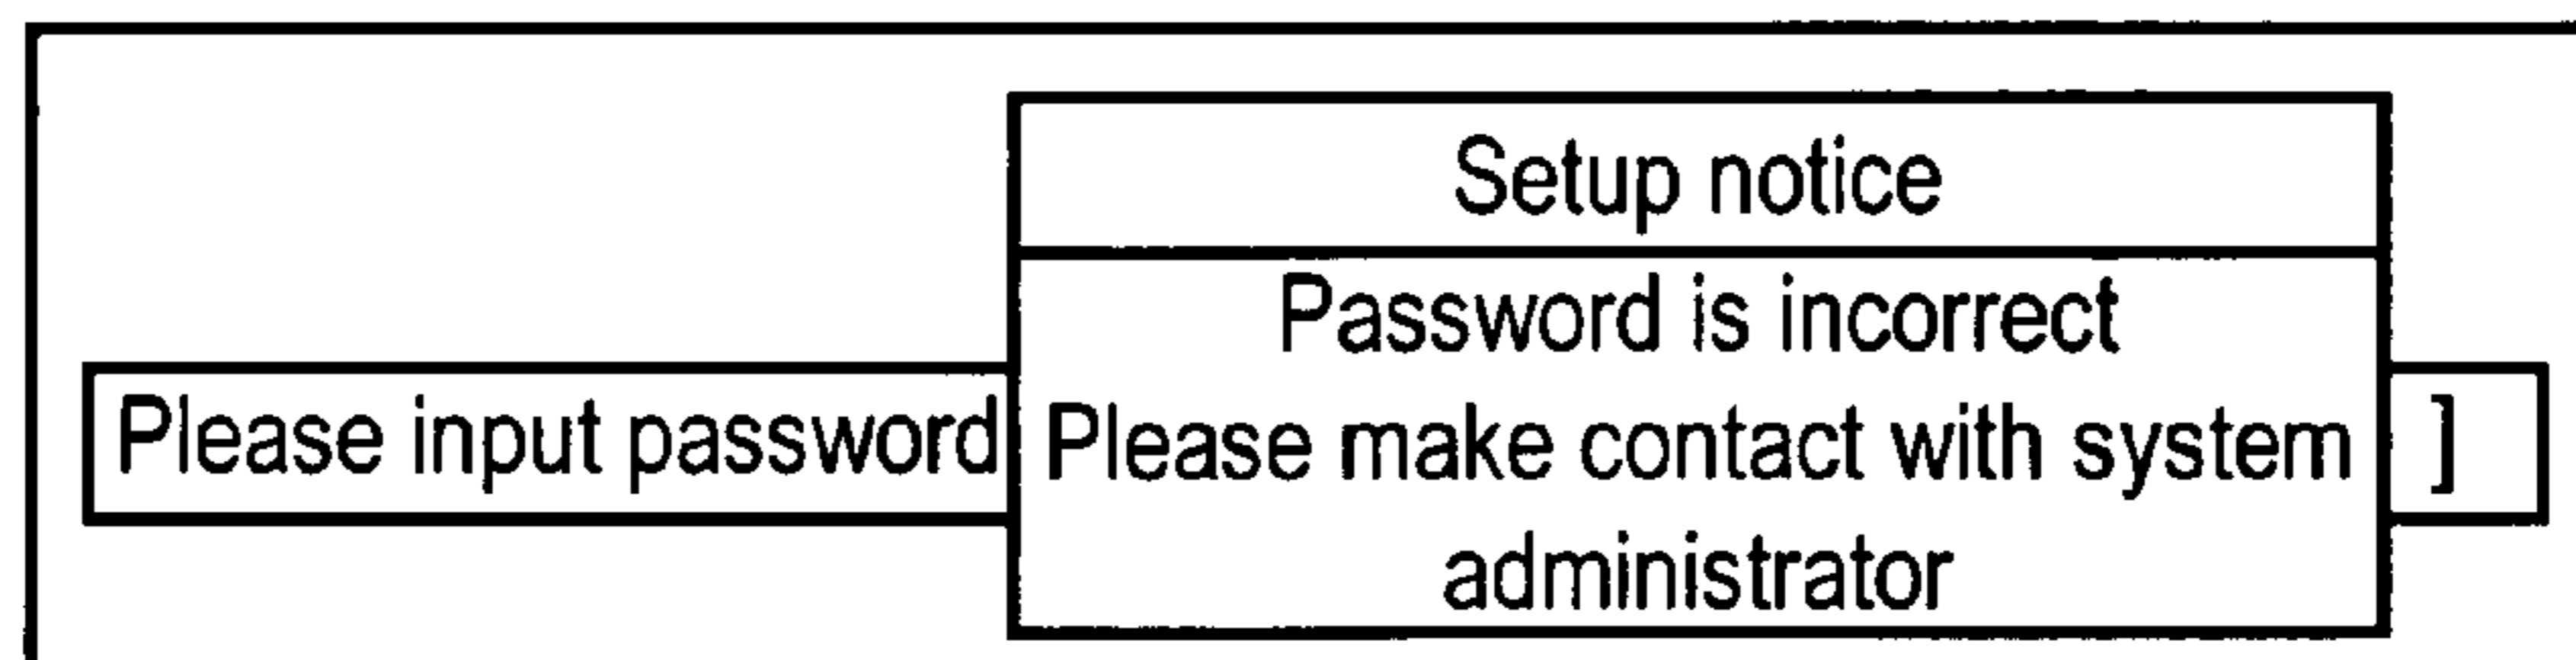 Setup notice
Password is incorrect
Please input password
Please make contact with system
administrator
]